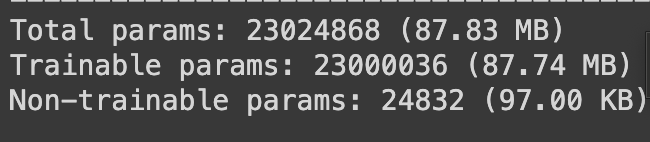 Total params: 23024868 (87.83 MB)
Trainable params: 23000036 (87.74 MB)
Non-trainable params: 24832 (97.00 KB)